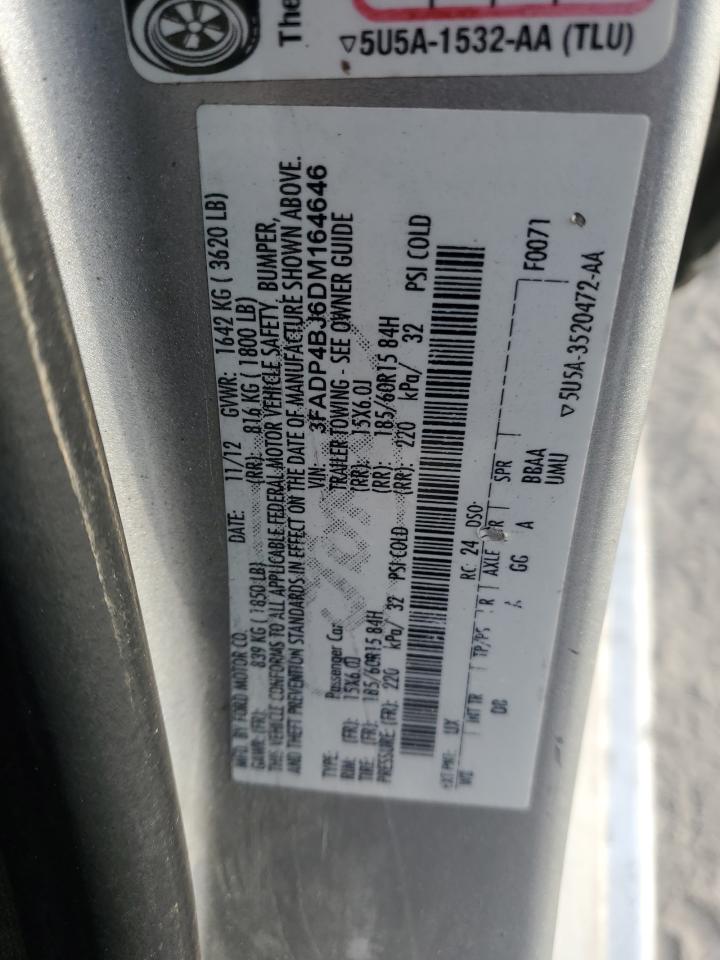 The
▽5U5A-1532-AA (TLU)
MFD. BY FORD MOTOR CO.
DATE: 11/12 GVWR: 1642 KG ( 3620 LB)
GAWR: (FR): 839 KG ( 1850 LB) (RR): 816 KG ( 1800 LB)
THIS VEHICLE CONFORMS TO ALL APPLICABLE FEDERAL MOTOR VEHICLE SAFETY, BUMPER,
AND THEFT PREVENTION STANDARDS IN EFFECT ON THE DATE OF MANUFACTURE SHOWN ABOVE.
VIN: 3FADP4BJ6DM164646
TYPE: Passenger Car TRAILER TOWING - SEE OWNER GUIDE
RIM: (FR): 15X6.0J (RR): 15X6.0J
TIRE: (FR): 185/60R15 84H (RR): 185/60R15 84H
PRESSURE (FR): 220 kPa/ 32 PSI COLD (RR): 220 kPa/ 32 PSI COLD
EXT PNT: UX RC: 24 DSO: F0071
WB INT TR TP/PS R AXLE TR SPR
DG A GG A BBAA
UMU
▽5U5A-3520472-AA